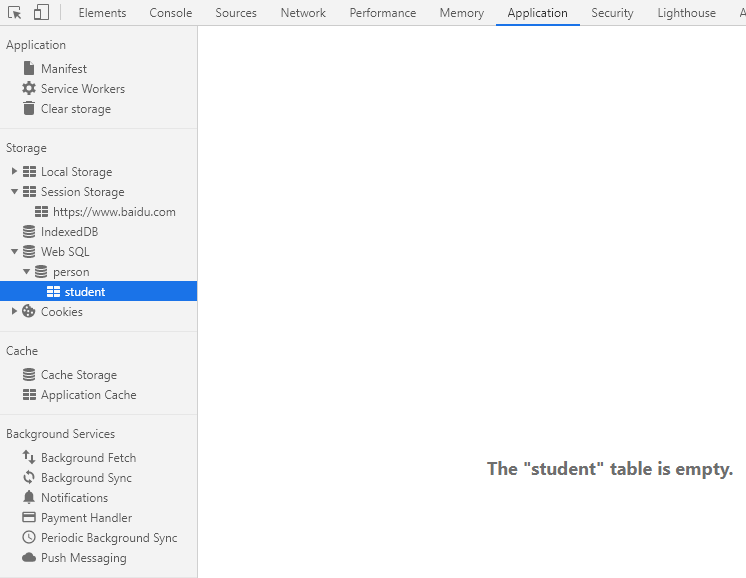 Elements Console Sources Network Performance Memory Application Security Lighthouse A
Application
Manifest
Service Workers
Clear storage
Storage
Local Storage
Session Storage
https://www.baidu.com
IndexedDB
Web SQL
person
student
Cookies
Cache
Cache Storage
Application Cache
Background Services
Background Fetch
Background Sync
Notifications
Payment Handler
Periodic Background Sync
Push Messaging
The "student" table is empty.